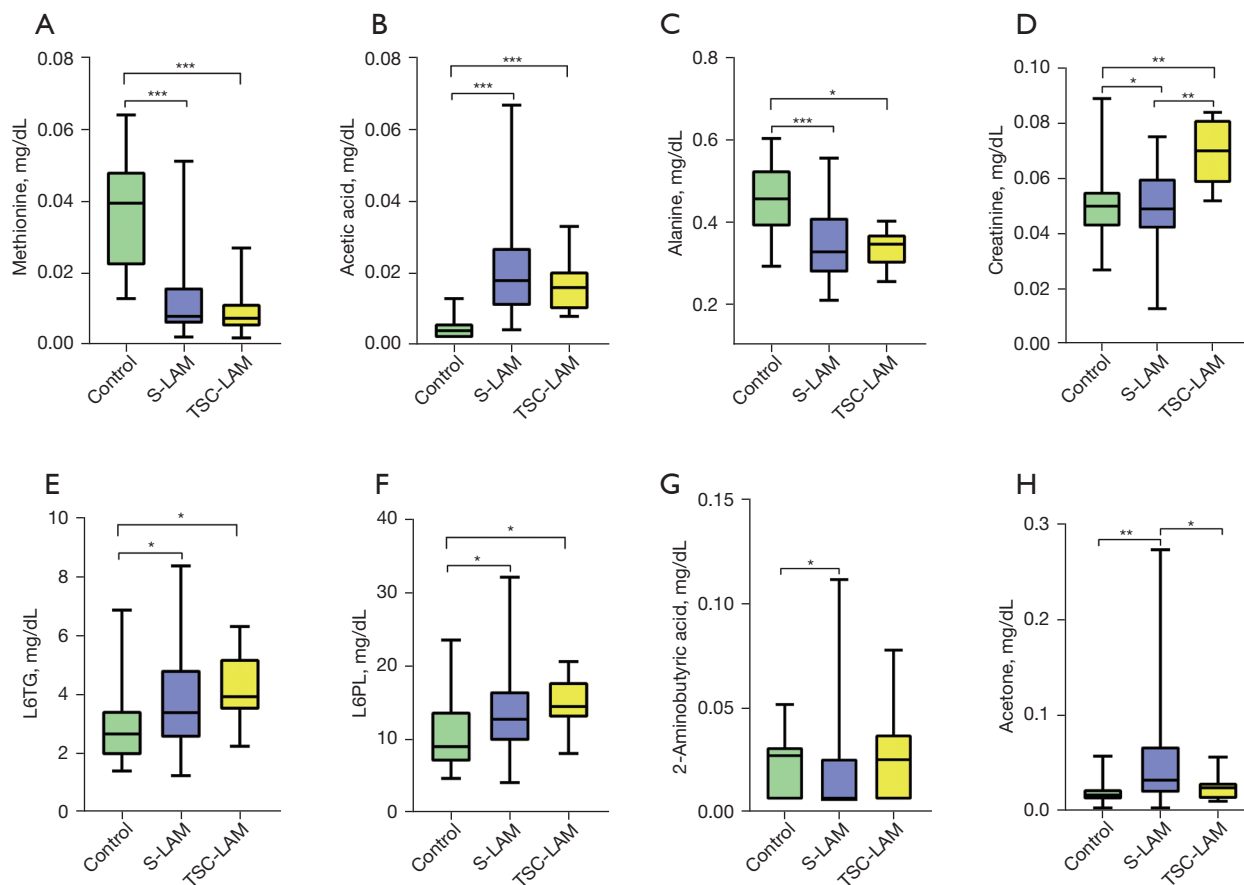 A
Methionine, mg/dL
0.08
0.06
0.04
0.02
0.00
***
***
Control
S-LAM
TSC-LAM
B
Acetic acid, mg/dL
0.08
0.06
0.04
0.02
0.00
***
***
Control
S-LAM
TSC-LAM
C
Alanine, mg/dL
0.8
0.6
0.4
0.2
*
***
Control
S-LAM
TSC-LAM
D
Creatinine, mg/dL
0.10
0.08
0.06
0.04
0.02
0.00
**
*
**
Control
S-LAM
TSC-LAM
E
L6TG, mg/dL
10
8
6
4
2
0
*
*
Control
S-LAM
TSC-LAM
F
L6PL, mg/dL
40
30
20
10
0
*
*
Control
S-LAM
TSC-LAM
G
2-Aminobutyric acid, mg/dL
0.15
0.10
0.05
0.00
*
Control
S-LAM
TSC-LAM
H
Acetone, mg/dL
0.3
0.2
0.1
0.0
**
*
Control
S-LAM
TSC-LAM